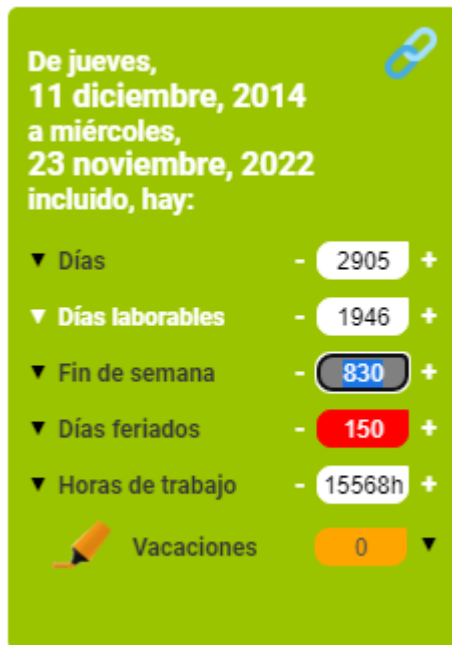 De jueves,
11 diciembre, 2014
a miércoles,
23 noviembre, 2022
incluido, hay:
▼ Días - 2905 +
▼ Días laborables - 1946 +
▼ Fin de semana - 830 +
▼ Días feriados - 150 +
▼ Horas de trabajo - 15568h +
Vacaciones 0 ▼